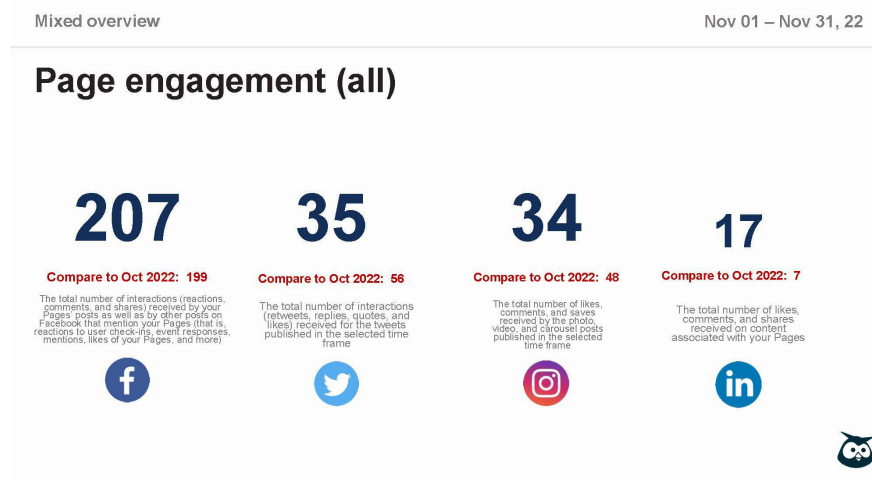 Mixed overview
Nov 01 – Nov 31, 22
Page engagement (all)
207
Compare to Oct 2022: 199
The total number of interactions (reactions,
comments, and shares) received by your
Pages' posts as well as by other posts on
Facebook that mention your Pages (that is,
reactions to user check-ins, event responses,
mentions, likes of your Pages, and more)
35
Compare to Oct 2022: 56
The total number of interactions
(retweets, replies, quotes, and
likes) received for the tweets
published in the selected time
frame
34
Compare to Oct 2022: 48
The total number of likes,
comments, and saves
received by the photo,
video, and carousel posts
published in the selected
time frame
17
Compare to Oct 2022: 7
The total number of likes,
comments, and shares
received on content
associated with your Pages
f
in